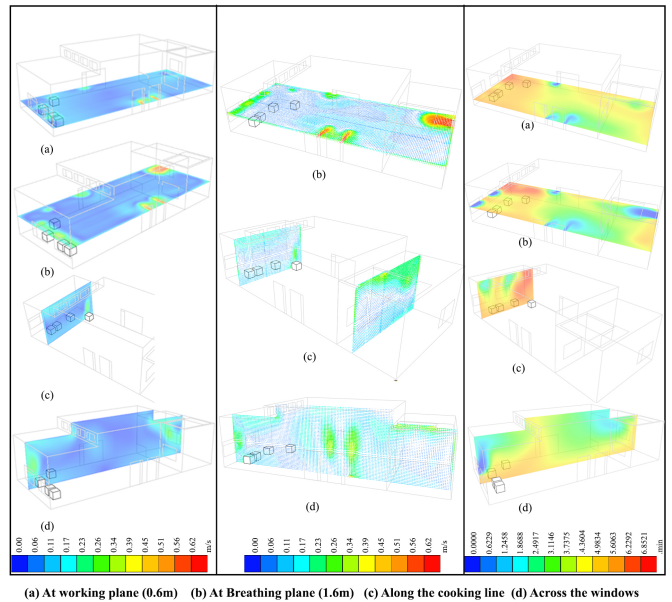 (a)
(b)
(c)
(d)
0.00
0.06
0.11
0.17
0.23
0.26
0.34
0.39
0.45
0.51
0.56
0.62
m/s
(b)
(c)
(d)
0.00
0.06
0.11
0.17
0.23
0.26
0.34
0.39
0.45
0.51
0.56
0.62
m/s
(a)
(b)
(c)
(d)
0.0000
0.6229
1.2458
1.8688
2.4917
3.1146
3.7375
.4.3604
4.9834
5.6063
6.2292
6.8521
.min
(a) At working plane (0.6m) (b) At Breathing plane (1.6m) (c) Along the cooking line (d) Across the windows